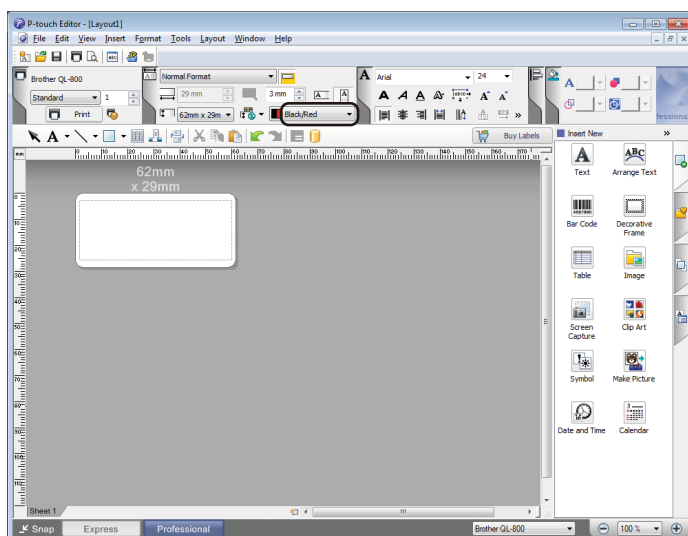 P-touch Editor - [Layout1]
File Edit View Insert Format Tools Layout Window Help
Brother QL-800
Standard 1
Print
Normal Format
29 mm 3 mm
62mm x 29m Black/Red
Arial 24
Professional
Buy Labels
Insert New
62mm
x 29mm
Text
Arrange Text
Bar Code
Decorative
Frame
Table
Image
Screen
Capture
Clip Art
Symbol
Make Picture
Date and Time
Calendar
Sheet 1
Snap Express Professional Brother QL-800 100 %